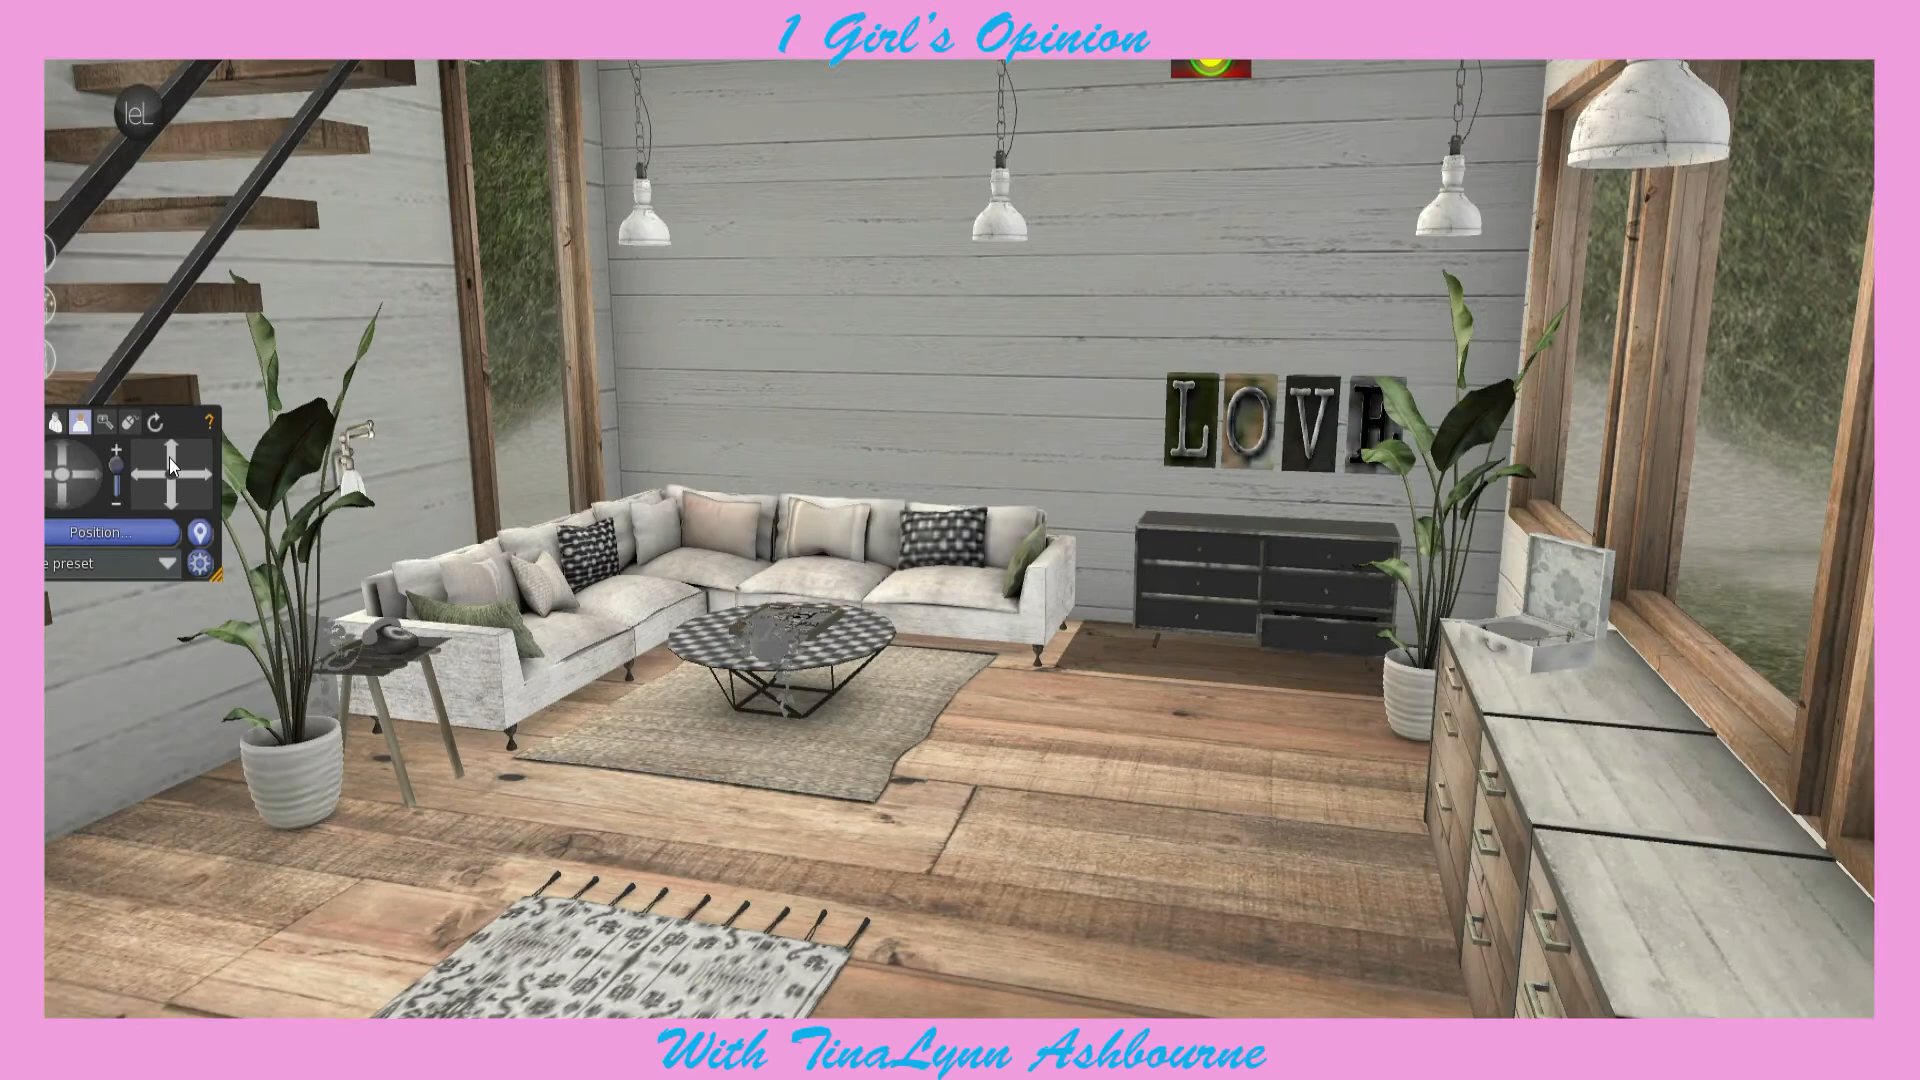 1 Girl's Opinion
leL
LOVE
?
Position...
e preset
With TinaLynn Ashbourne